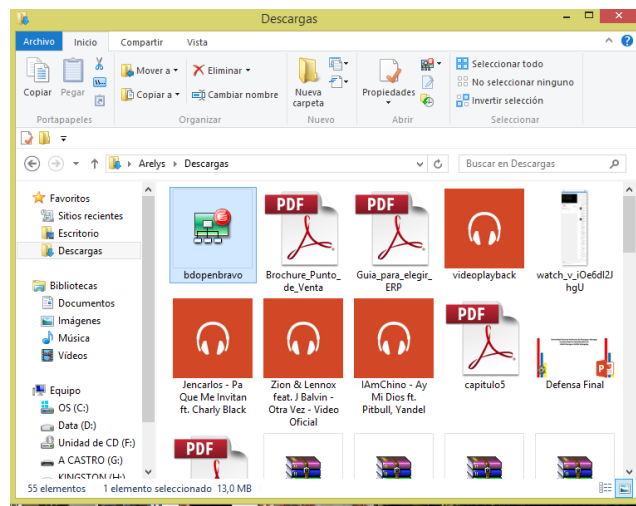 Descargas
Archivo Inicio Compartir Vista
Copiar
Pegar
Mover a
Copiar a
Eliminar
Cambiar nombre
Nueva
carpeta
Propiedades
Seleccionar todo
No seleccionar ninguno
Invertir selección
Portapapeles Organizar Nuevo Abrir Seleccionar
Arelys Descargas
Buscar en Descargas
Favoritos
Sitios recientes
Escritorio
Descargas
Bibliotecas
Documentos
Imágenes
Música
Vídeos
Equipo
OS (C:)
Data (D:)
Unidad de CD (F:)
A CASTRO (G:)
KINGSTON (H:)
bdopenbravo
PDF
Brochure_Punto_
de_Venta
PDF
Guia_para_elegir_
ERP
videoplayback
watch_v_iOe6dl2J
hgU
Jencarlos - Pa
Que Me Invitan
ft. Charly Black
Zion & Lennox
feat. J Balvin -
Otra Vez - Video
Oficial
IAmChino - Ay
Mi Dios ft.
Pitbull, Yandel
PDF
capitulo5
Defensa Final
PDF
55 elementos 1 elemento seleccionado 13,0 MB